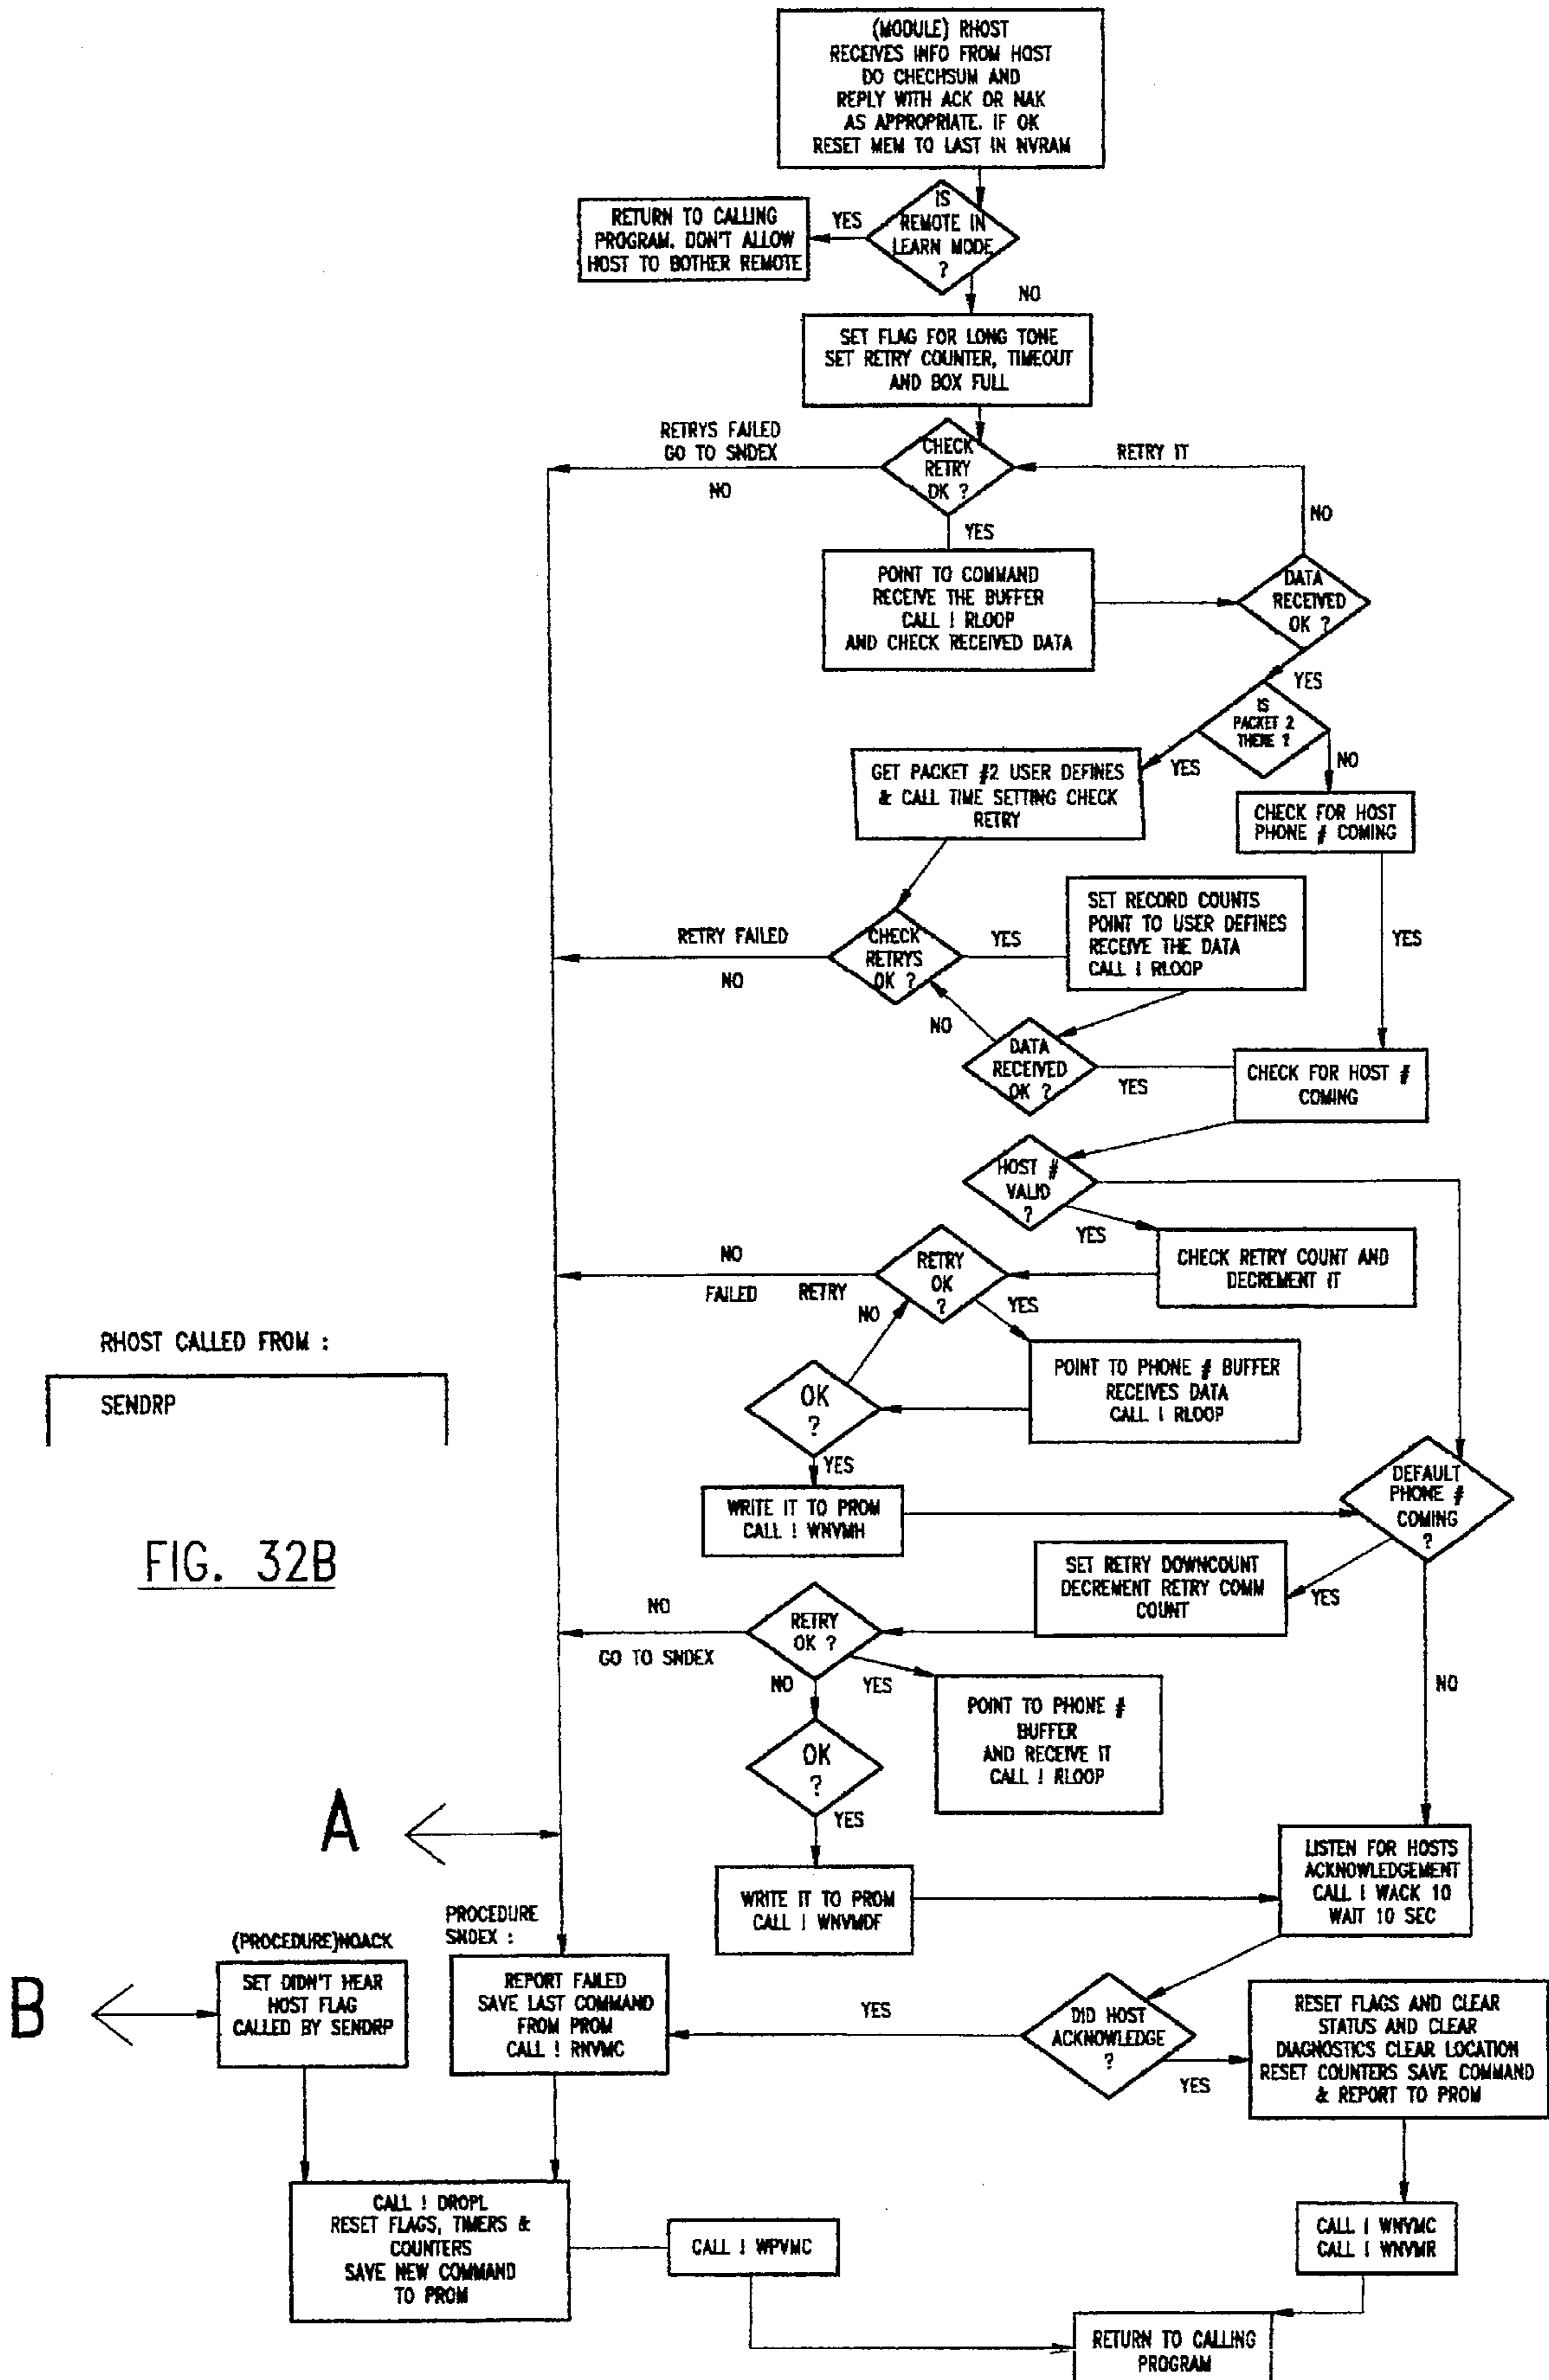 (MODULE) RHOST
RECEIVES INFO FROM HOST
DO CHECHSUM AND
REPLY WITH ACK OR NAK
AS APPROPRIATE. IF OK
RESET MEM TO LAST IN NVRAM
IS
REMOTE IN
LEARN MODE
?
YES
RETURN TO CALLING
PROGRAM. DON'T ALLOW
HOST TO BOTHER REMOTE
NO
SET FLAG FOR LONG TONE
SET RETRY COUNTER, TIMEOUT
AND BOX FULL
RETRYS FAILED
GO TO SNDEX
NO
CHECK
RETRY
OK ?
RETRY IT
NO
YES
POINT TO COMMAND
RECEIVE THE BUFFER
CALL ! RLOOP
AND CHECK RECEIVED DATA
DATA
RECEIVED
OK ?
YES
IS
PACKET 2
THERE ?
YES
NO
GET PACKET #2 USER DEFINES
& CALL TIME SETTING CHECK
RETRY
CHECK FOR HOST
PHONE # COMING
YES
RETRY FAILED
NO
CHECK
RETRYS
OK ?
YES
SET RECORD COUNTS
POINT TO USER DEFINES
RECEIVE THE DATA
CALL ! RLOOP
NO
DATA
RECEIVED
OK ?
YES
CHECK FOR HOST #
COMING
HOST #
VALID
?
YES
CHECK RETRY COUNT AND
DECREMENT IT
NO
FAILED RETRY
RETRY
OK
?
NO
YES
POINT TO PHONE # BUFFER
RECEIVES DATA
CALL ! RLOOP
RHOST CALLED FROM :
SENDRP
OK
?
YES
WRITE IT TO PROM
CALL ! WNVMH
DEFAULT
PHONE #
COMING
?
YES
NO
FIG. 32B
SET RETRY DOWNCOUNT
DECREMENT RETRY COMM
COUNT
NO
GO TO SNDEX
RETRY
OK ?
NO
YES
POINT TO PHONE #
BUFFER
AND RECEIVE IT
CALL ! RLOOP
OK
?
YES
A
WRITE IT TO PROM
CALL ! WNVMDF
LISTEN FOR HOSTS
ACKNOWLEDGEMENT
CALL ! WACK 10
WAIT 10 SEC
PROCEDURE
SNDEX :
(PROCEDURE)NOACK
B
SET DIDN'T HEAR
HOST FLAG
CALLED BY SENDRP
REPORT FAILED
SAVE LAST COMMAND
FROM PROM
CALL ! RNVMC
YES
DID HOST
ACKNOWLEDGE
?
YES
RESET FLAGS AND CLEAR
STATUS AND CLEAR
DIAGNOSTICS CLEAR LOCATION
RESET COUNTERS SAVE COMMAND
& REPORT TO PROM
CALL ! DROPL
RESET FLAGS, TIMERS &
COUNTERS
SAVE NEW COMMAND
TO PROM
CALL ! WPVMC
CALL ! WNVMC
CALL ! WNVMR
RETURN TO CALLING
PROGRAM